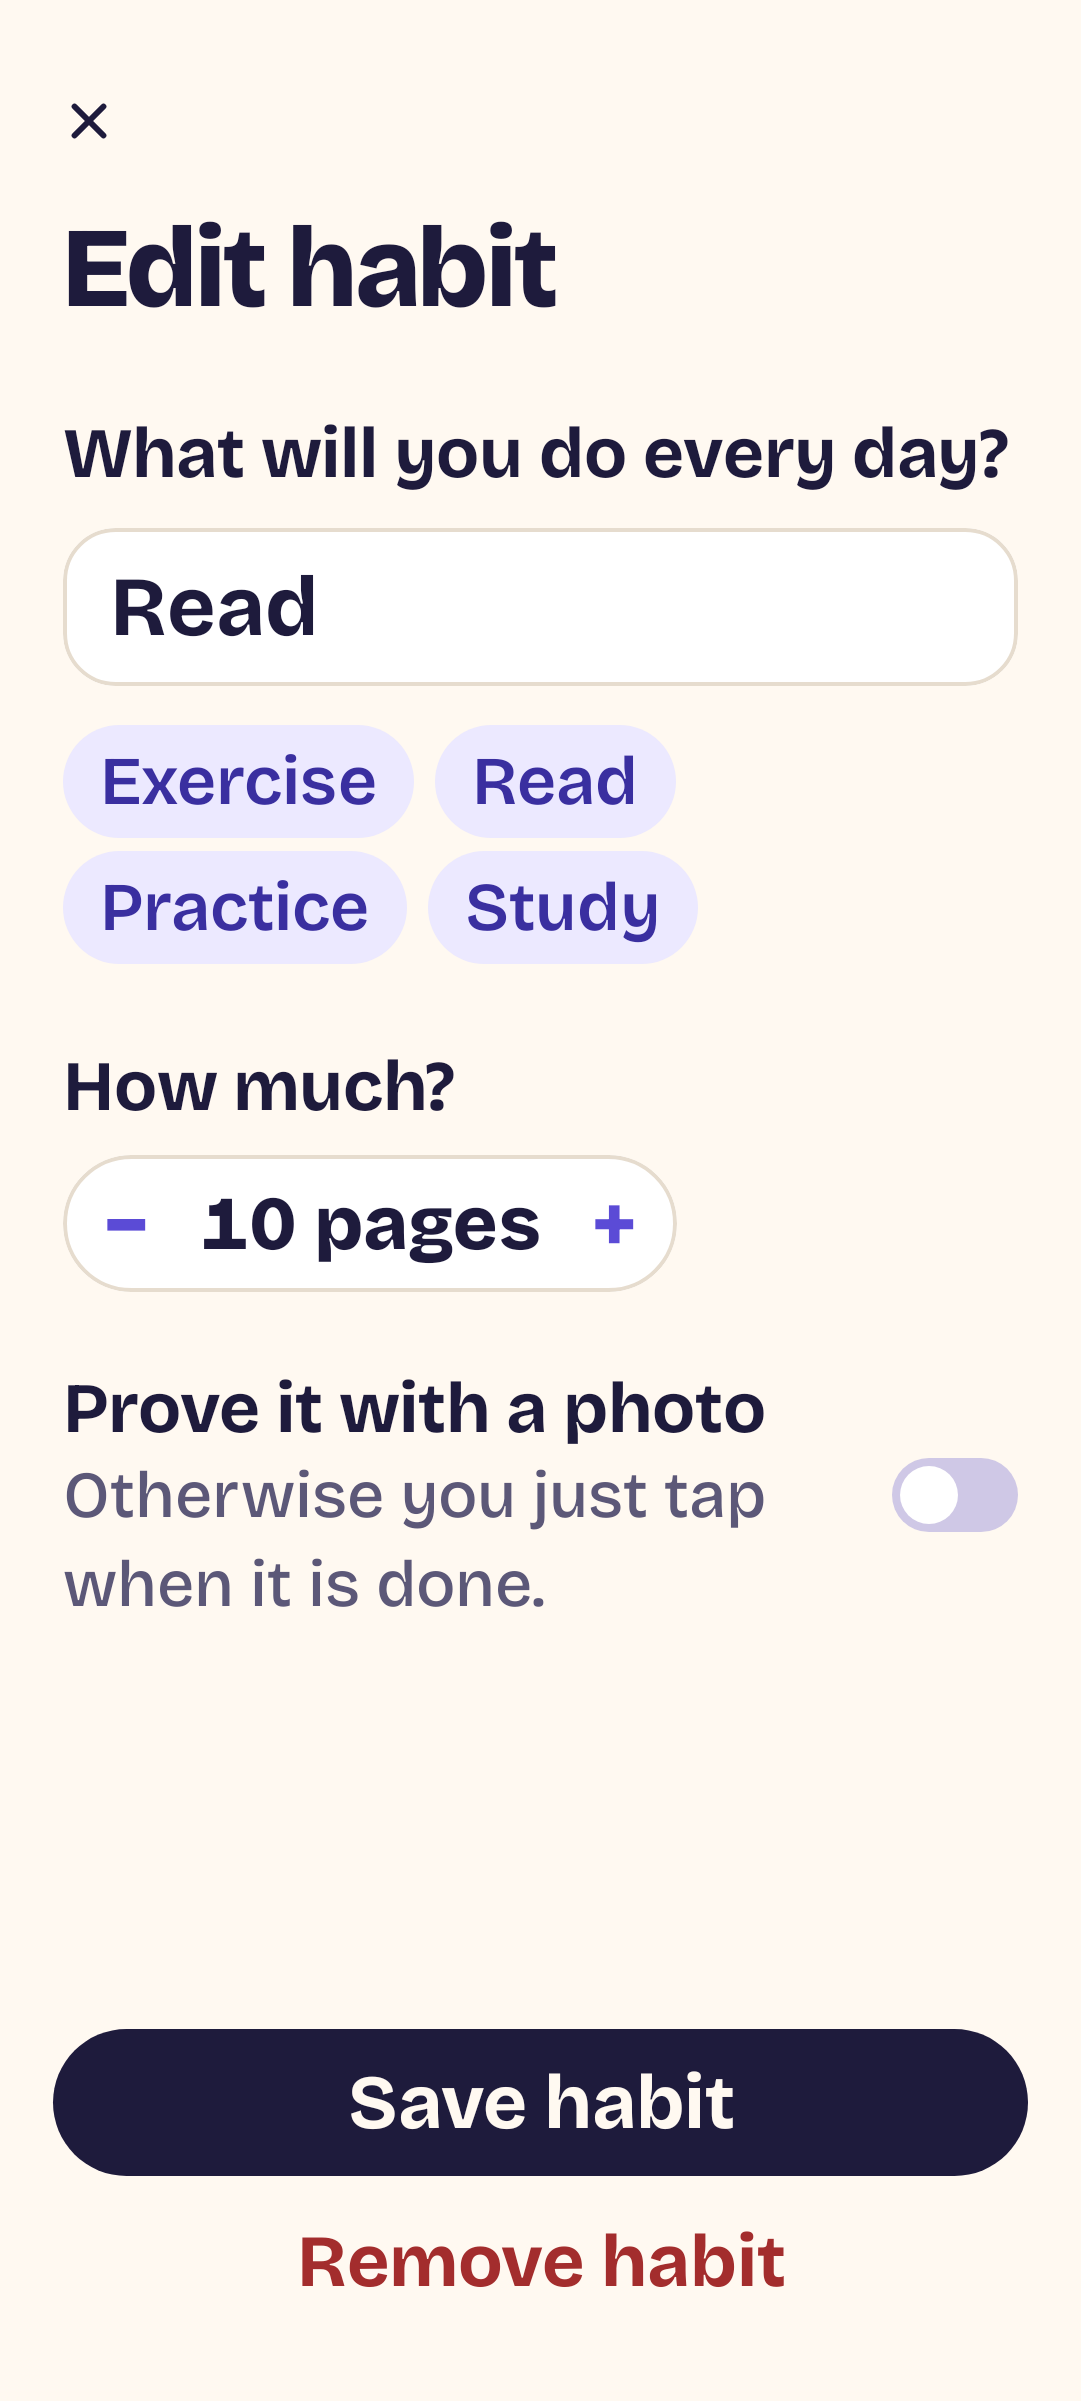 Edit habit
What will you do every day?
Read
Exercise Read
Practice Study
How much?
− 10 pages +
Prove it with a photo
Otherwise you just tap
when it is done.
Save habit
Remove habit